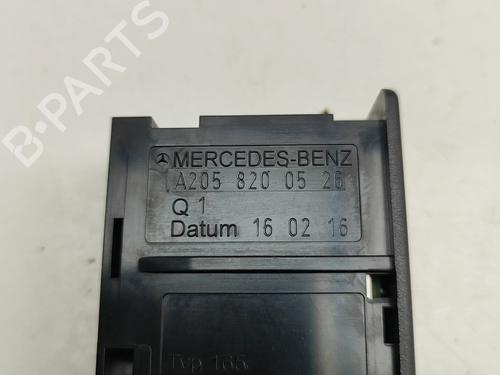 B-PARTS
MERCEDES-BENZ
A205 820 05 26
Q 1
Datum 16 02 16
Typ 165